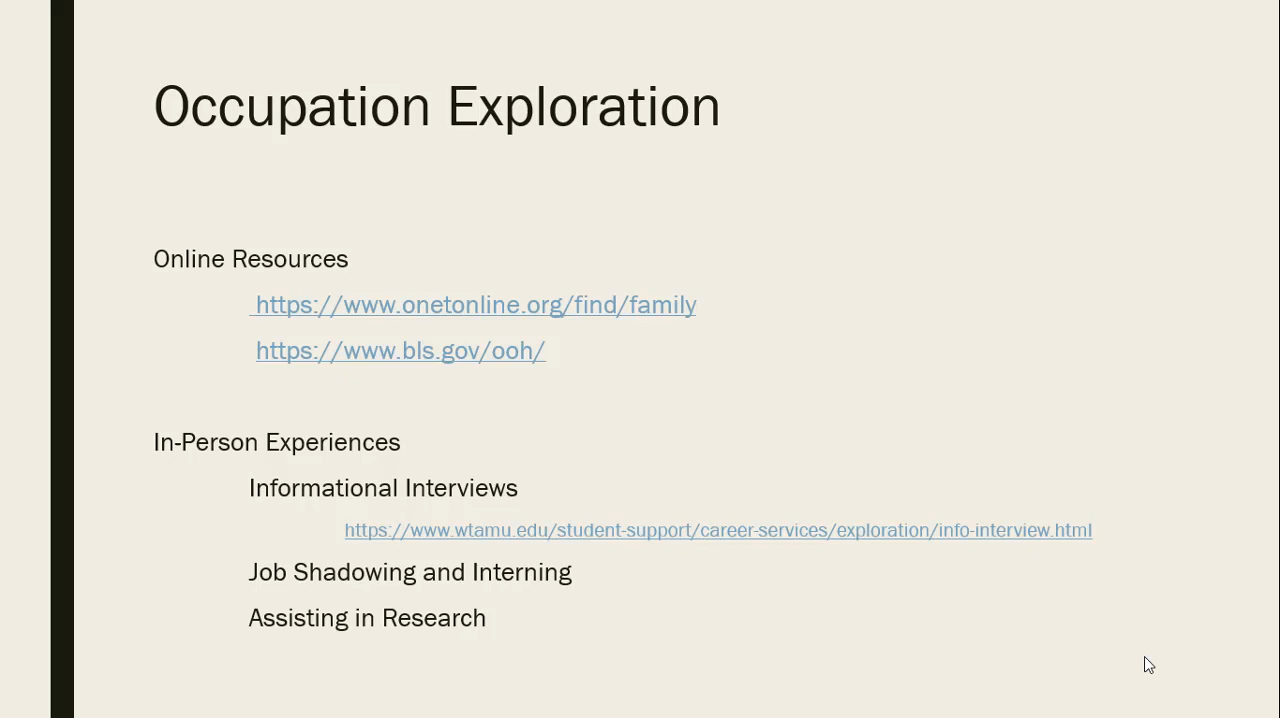 Occupation Exploration
Online Resources
https://www.onetonline.org/find/family
https://www.bls.gov/ooh/
In-Person Experiences
Informational Interviews
https://www.wtamu.edu/student-support/career-services/exploration/info-interview.html
Job Shadowing and Interning
Assisting in Research